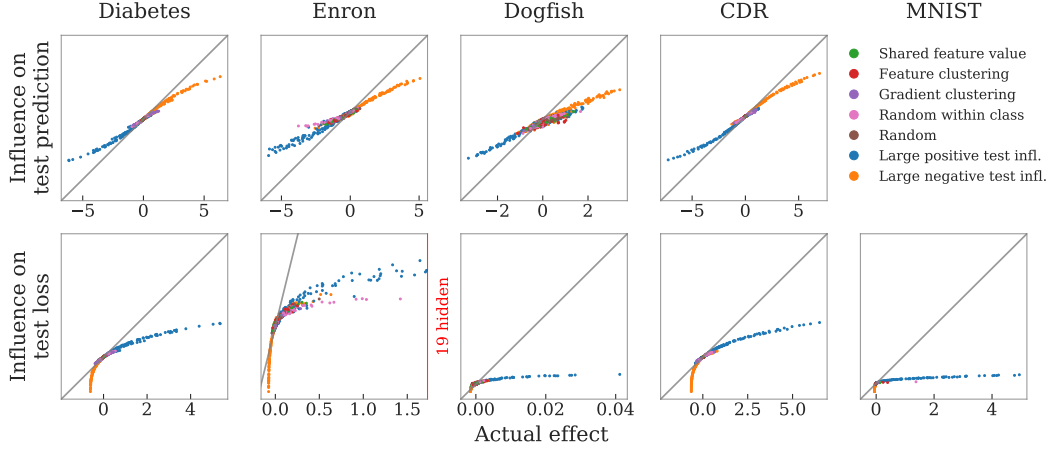 Diabetes Enron Dogfish CDR MNIST
Influence on
test prediction
Shared feature value
Feature clustering
Gradient clustering
Random within class
Random
Large positive test infl.
Large negative test infl.
−5 0 5 −5 0 5 −2 0 2 −5 0 5
Influence on
test loss
19 hidden
0 2 4 0.0 0.5 1.0 1.5 0.00 0.02 0.04 0.0 2.5 5.0 0 2 4
Actual effect